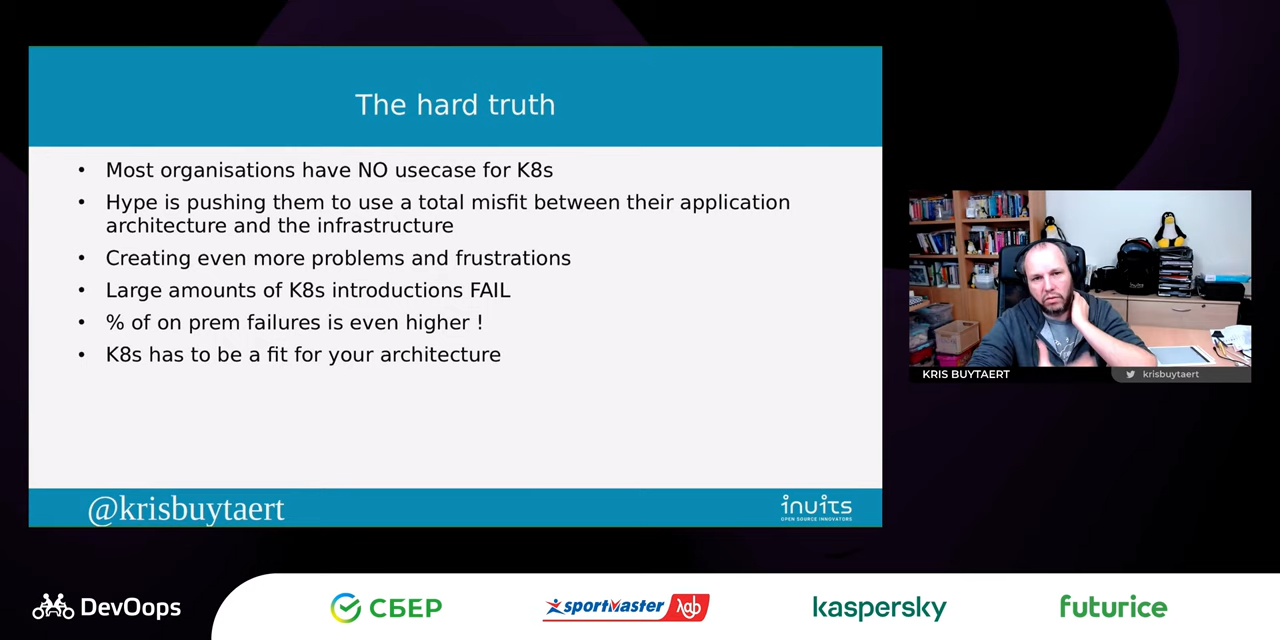 The hard truth
• Most organisations have NO usecase for K8s
• Hype is pushing them to use a total misfit between their application
architecture and the infrastructure
• Creating even more problems and frustrations
• Large amounts of K8s introductions FAIL
• % of on prem failures is even higher !
• K8s has to be a fit for your architecture
@krisbuytaert
inuits
OPEN SOURCE INNOVATORS
KRIS BUYTAERT
krisbuytaert
DevOops
СБЕР
sportmaster lab
kaspersky
futurice